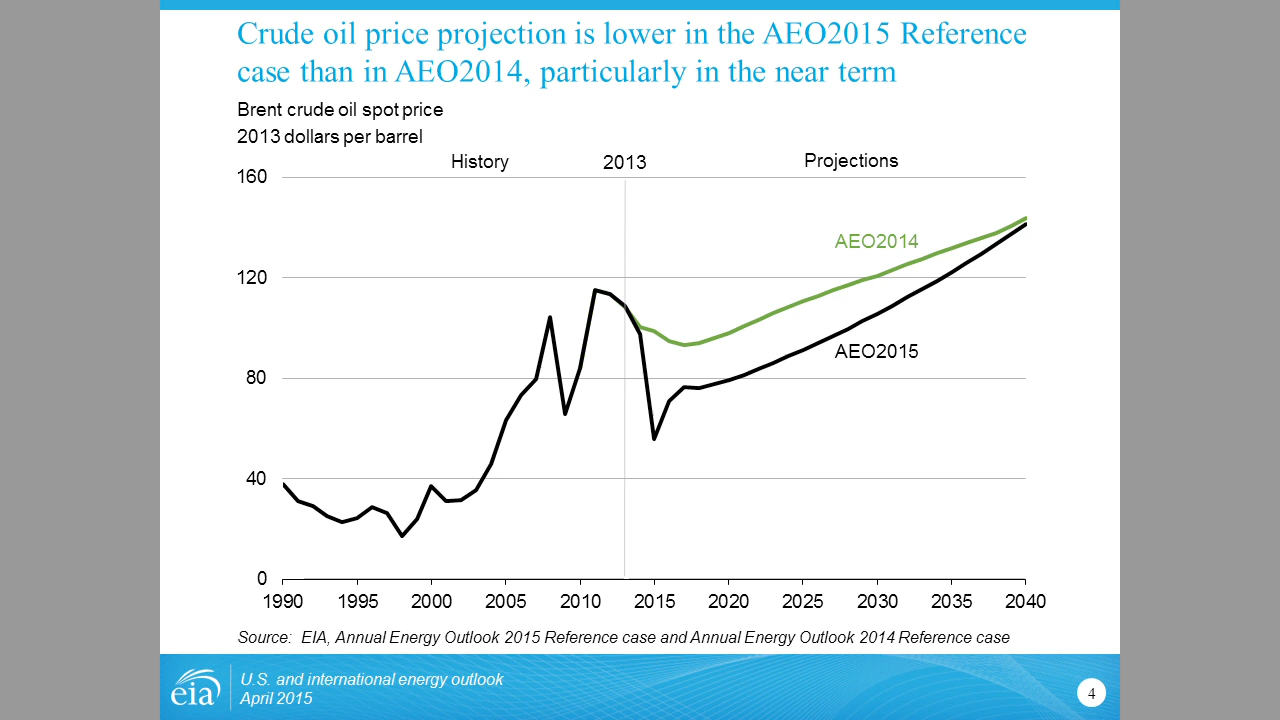 Crude oil price projection is lower in the AEO2015 Reference
case than in AEO2014, particularly in the near term
Brent crude oil spot price
2013 dollars per barrel
History 2013 Projections
160
AEO2014
120
AEO2015
80
40
0
1990 1995 2000 2005 2010 2015 2020 2025 2030 2035 2040
Source: EIA, Annual Energy Outlook 2015 Reference case and Annual Energy Outlook 2014 Reference case
eia
U.S. and international energy outlook
April 2015
4